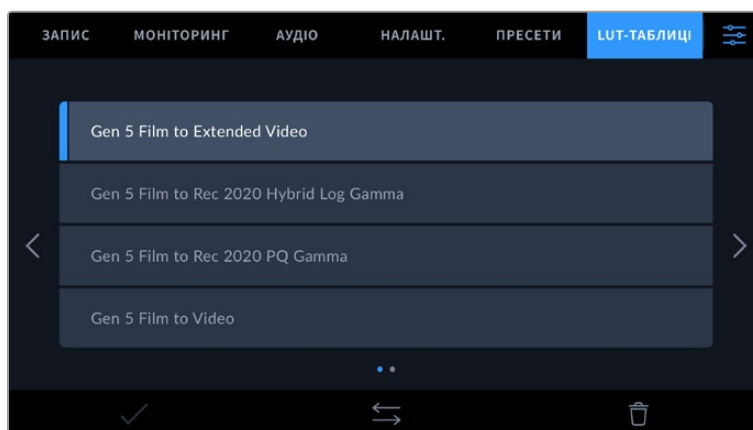 ЗАПИС МОНІТОРИНГ АУДІО НАЛАШТ. ПРЕСЕТИ LUT-ТАБЛИЦІ
Gen 5 Film to Extended Video
Gen 5 Film to Rec 2020 Hybrid Log Gamma
Gen 5 Film to Rec 2020 PQ Gamma
Gen 5 Film to Video